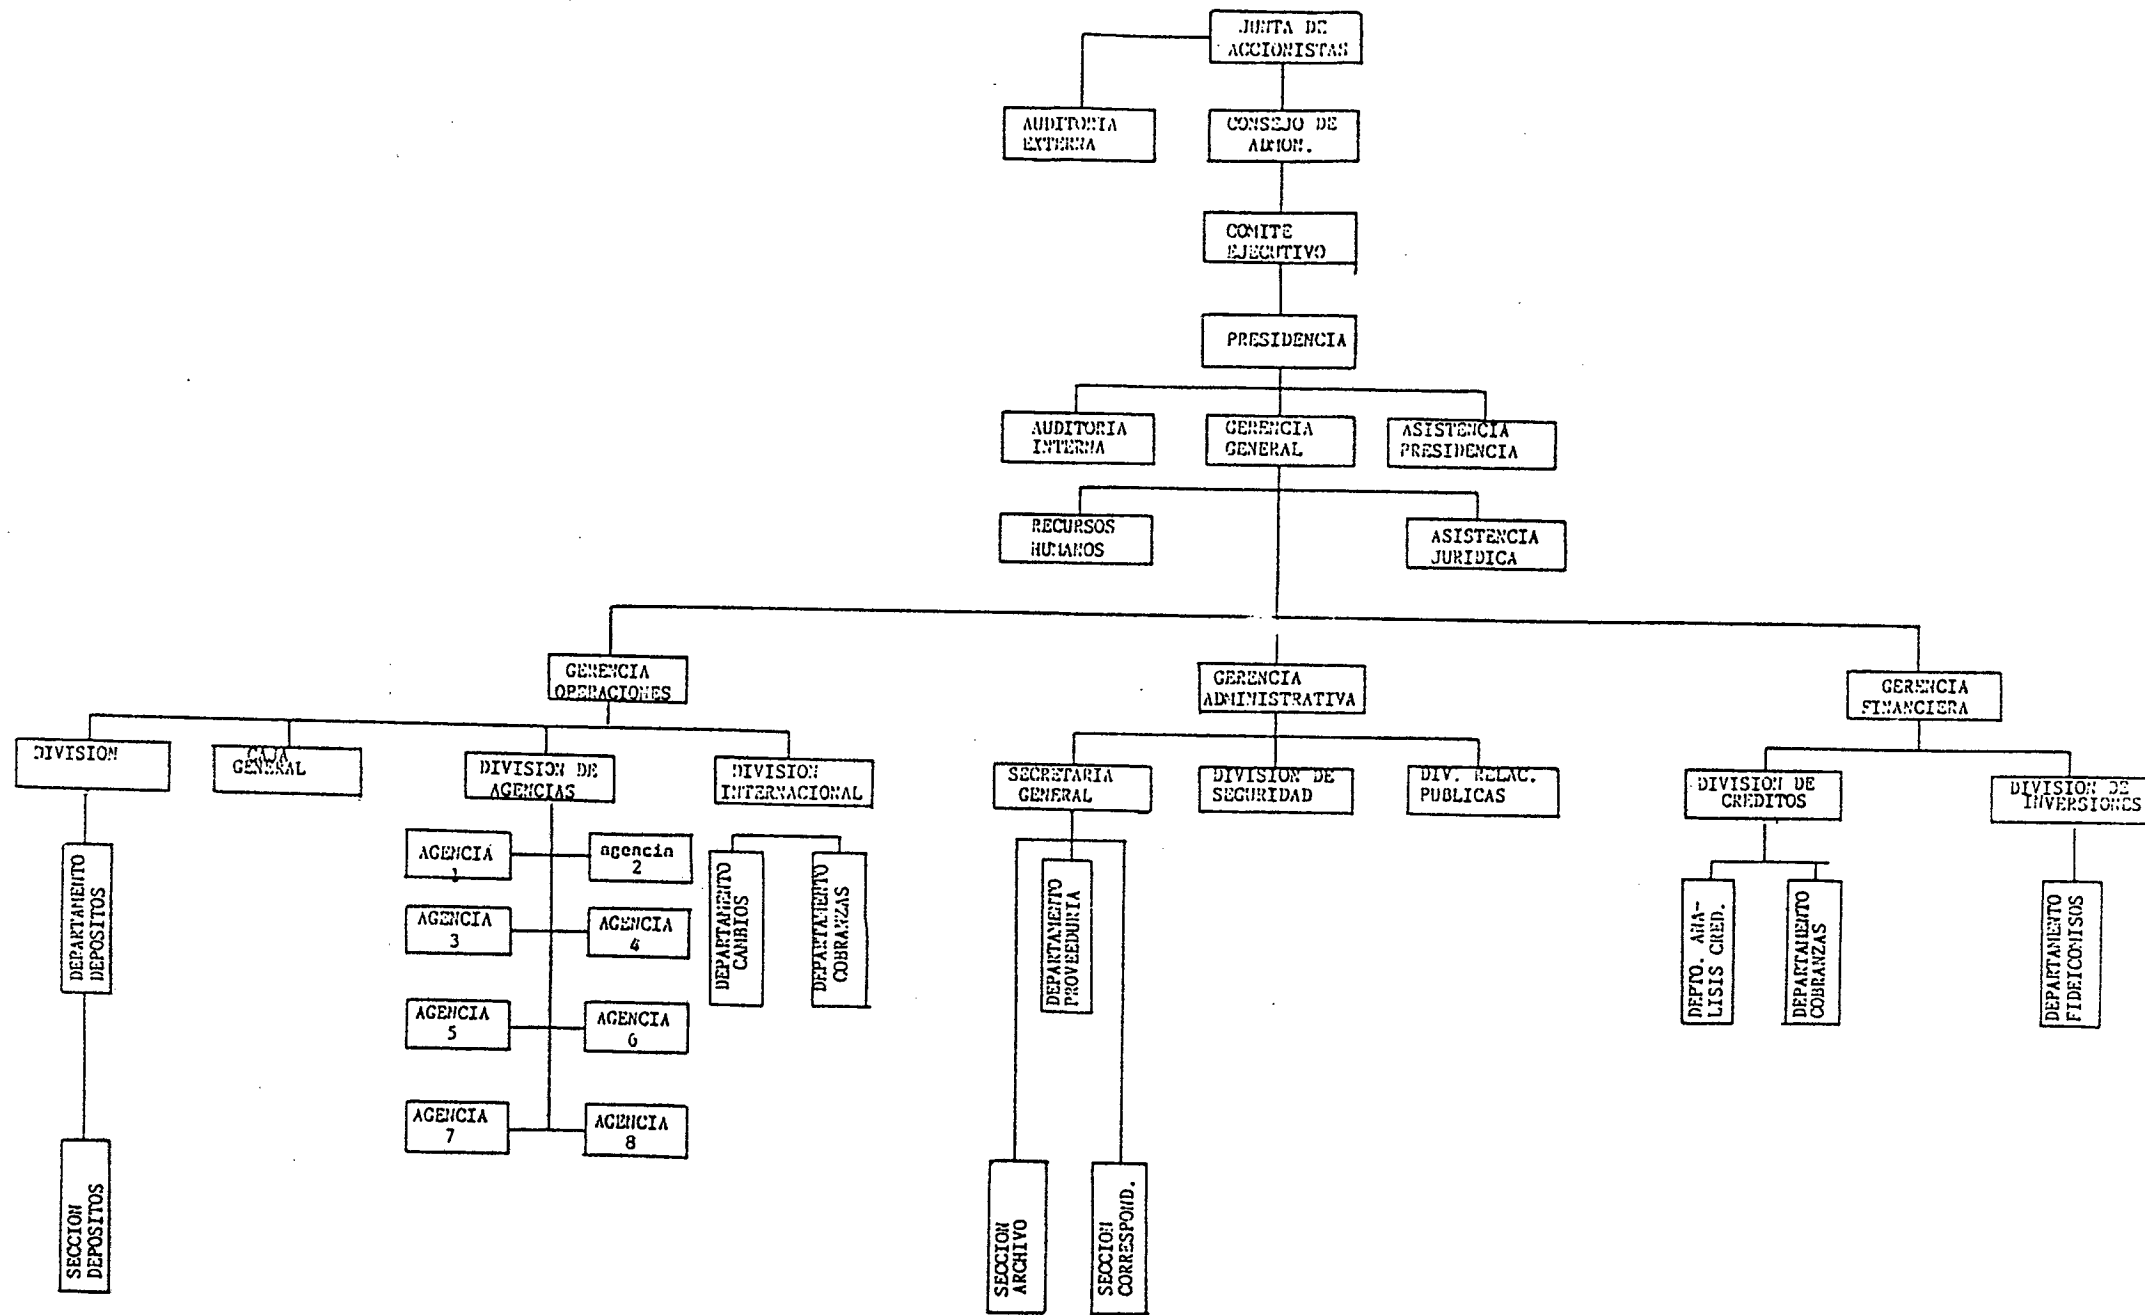 JUNTA DE
ACCIONISTAS
AUDITORIA
EXTERNA
CONSEJO DE
ADMON.
COMITE
EJECUTIVO
PRESIDENCIA
AUDITORIA
INTERNA
GERENCIA
GENERAL
ASISTENCIA
PRESIDENCIA
RECURSOS
HUMANOS
ASISTENCIA
JURIDICA
GERENCIA
OPERACIONES
GERENCIA
ADMINISTRATIVA
GERENCIA
FINANCIERA
DIVISION
CAJA
GENERAL
DIVISION DE
AGENCIAS
DIVISION
INTERNACIONAL
SECRETARIA
GENERAL
DIVISION DE
SEGURIDAD
DIV. RELAC.
PUBLICAS
DIVISION DE
CREDITOS
DIVISION DE
INVERSIONES
DEPARTAMENTO
DEPOSITOS
AGENCIA
1
agencia
2
AGENCIA
3
AGENCIA
4
AGENCIA
5
AGENCIA
6
AGENCIA
7
AGENCIA
8
DEPARTAMENTO
CAMBIOS
DEPARTAMENTO
COBRANZAS
DEPARTAMENTO
PROVEEDURIA
DEPTO. ANA-
LISIS CRED.
DEPARTAMENTO
COBRANZAS
DEPARTAMENTO
FIDEICOMISOS
SECCION
DEPOSITOS
SECCION
ARCHIVO
SECCION
CORRESPOND.